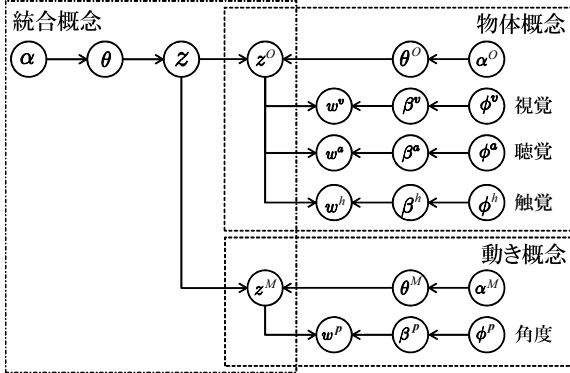 統合概念
物体概念
α θ z z^O θ^O α^O
w^v β^v ϕ^v 視覚
w^a β^a ϕ^a 聴覚
w^h β^h ϕ^h 触覚
動き概念
z^M θ^M α^M
w^p β^p ϕ^p 角度